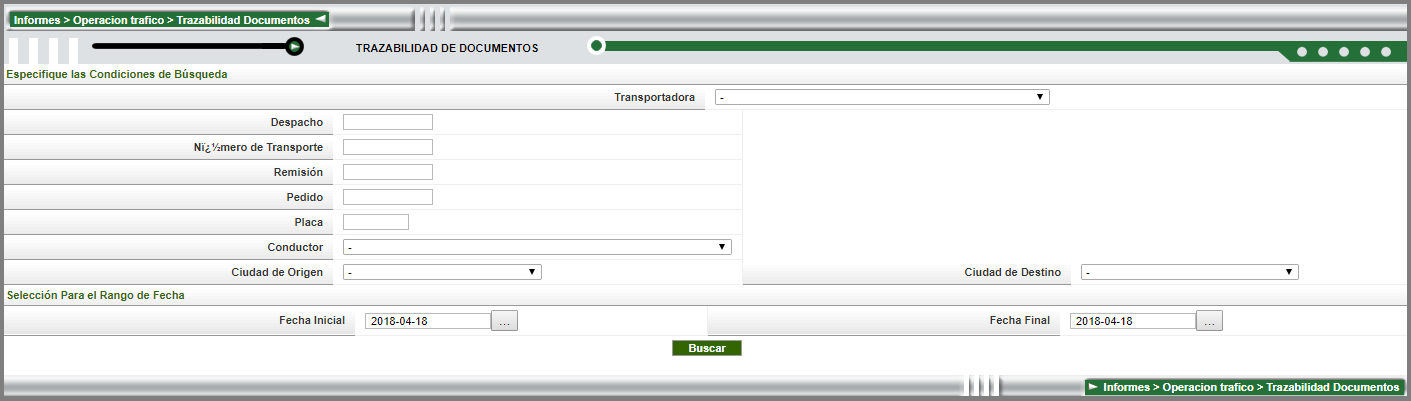 Informes > Operacion trafico > Trazabilidad Documentos
TRAZABILIDAD DE DOCUMENTOS
Especifique las Condiciones de Búsqueda
Transportadora -
Despacho
Nï¿½mero de Transporte
Remisión
Pedido
Placa
Conductor -
Ciudad de Origen - Ciudad de Destino -
Selección Para el Rango de Fecha
Fecha Inicial 2018-04-18 ... Fecha Final 2018-04-18 ...
Buscar
Informes > Operacion trafico > Trazabilidad Documentos